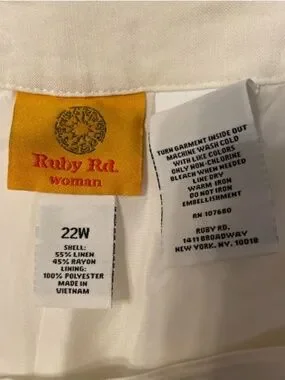 Ruby Rd.
woman
22W
SHELL:
55% LINEN
45% RAYON
LINING:
100% POLYESTER
MADE IN
VIETNAM
TURN GARMENT INSIDE OUT
MACHINE WASH COLD
WITH LIKE COLORS
ONLY NON-CHLORINE
BLEACH WHEN NEEDED
LINE DRY
WARM IRON
DO NOT IRON
EMBELLISHMENT
RN 107680
RUBY RD.
1411 BROADWAY
NEW YORK, NY. 10018